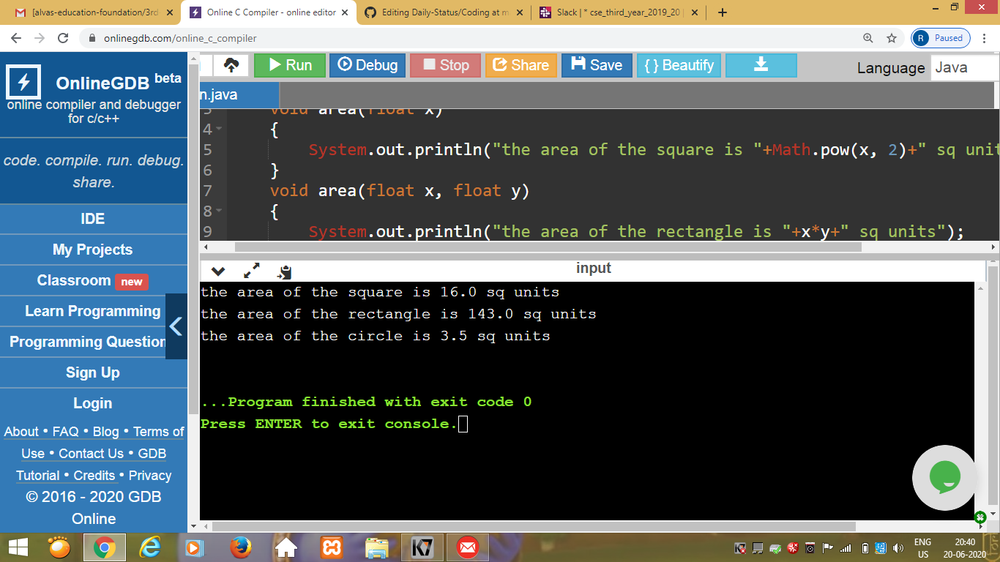 [alvas-education-foundation/3rd
Online C Compiler - online editor
Editing Daily-Status/Coding at m
Slack | * cse_third_year_2019_20 |
onlinegdb.com/online_c_compiler
R Paused
OnlineGDB beta
online compiler and debugger
for c/c++
code. compile. run. debug.
share.
IDE
My Projects
Classroom new
Learn Programming
Programming Question
Sign Up
Login
About • FAQ • Blog • Terms of
Use • Contact Us • GDB
Tutorial • Credits • Privacy
© 2016 - 2020 GDB
Online
Run Debug Stop Share Save { } Beautify
Language Java
n.java
3 void area(float x)
4 {
5 System.out.println("the area of the square is "+Math.pow(x, 2)+" sq unit
6 }
7 void area(float x, float y)
8 {
9 System.out.println("the area of the rectangle is "+x*y+" sq units");
input
the area of the square is 16.0 sq units
the area of the rectangle is 143.0 sq units
the area of the circle is 3.5 sq units
...Program finished with exit code 0
Press ENTER to exit console.
K7
ENG
US
20:40
20-06-2020